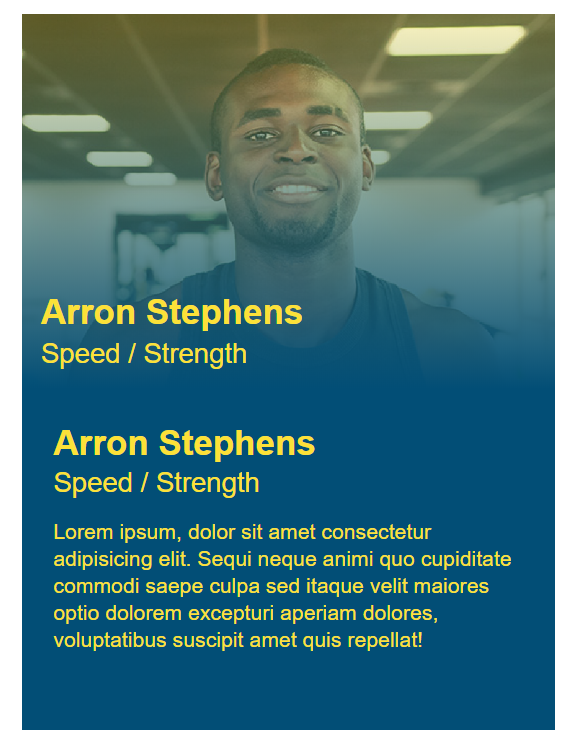 Arron Stephens
Speed / Strength
Arron Stephens
Speed / Strength
Lorem ipsum, dolor sit amet consectetur
adipisicing elit. Sequi neque animi quo cupiditate
commodi saepe culpa sed itaque velit maiores
optio dolorem excepturi aperiam dolores,
voluptatibus suscipit amet quis repellat!